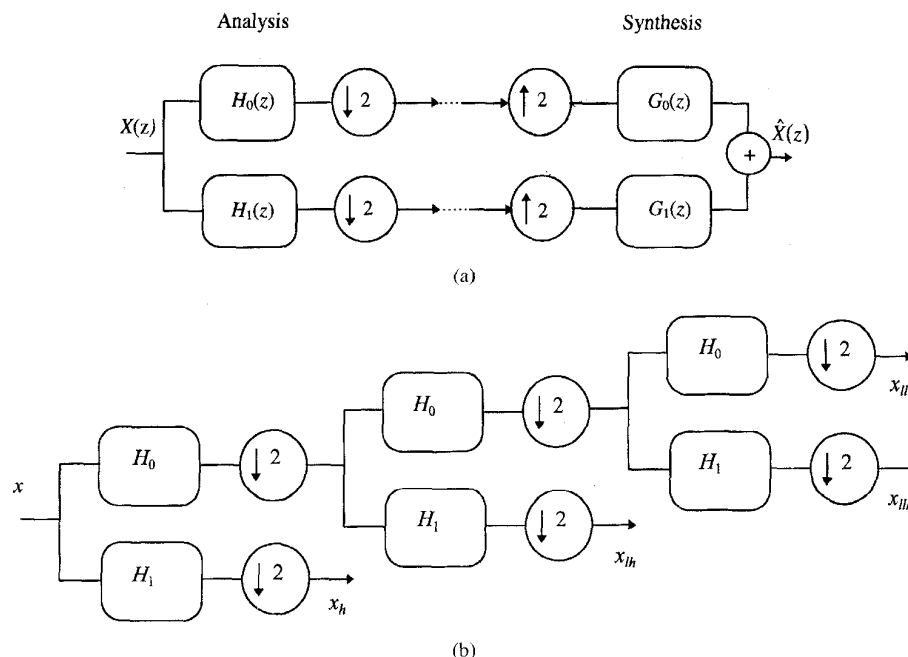 Analysis
Synthesis
X(z)
H₀(z)
2
2
G₀(z)
X̂(z)
+
H₁(z)
2
2
G₁(z)
(a)
H₀
2
x_ll
H₀
2
H₁
2
x_llh
H₀
2
x
H₁
2
x_lh
H₁
2
x_h
(b)